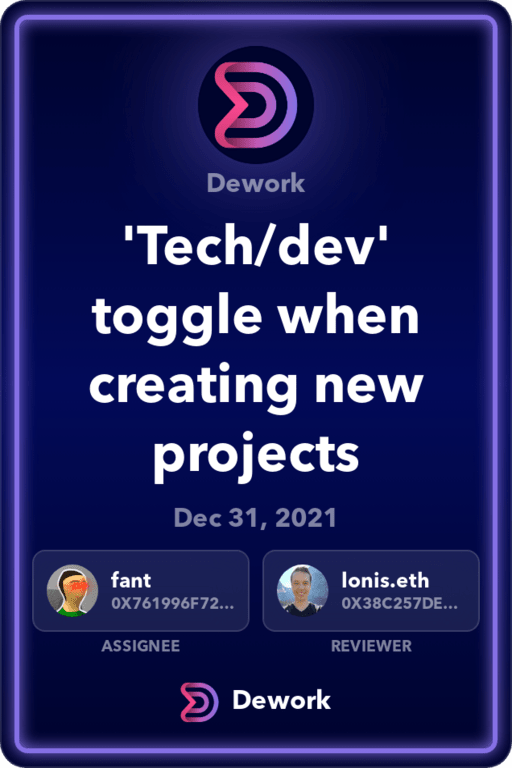 Dework
'Tech/dev'
toggle when
creating new
projects
Dec 31, 2021
fant
0X761996F72...
ASSIGNEE
lonis.eth
0X38C257DE...
REVIEWER
Dework